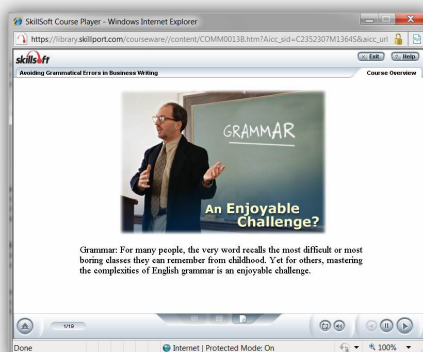 SkillSoft Course Player - Windows Internet Explorer
https://library.skillport.com/courseware//content/COMM0013B.htm?Aicc_sid=C2352307M13645&aicc_url
skillsoft
Exit
Help
Avoiding Grammatical Errors in Business Writing
Course Overview
GRAMMAR
An Enjoyable
Challenge?
Grammar: For many people, the very word recalls the most difficult or most
boring classes they can remember from childhood. Yet for others, mastering
the complexities of English grammar is an enjoyable challenge.
1/19
Done
Internet | Protected Mode: On
100%